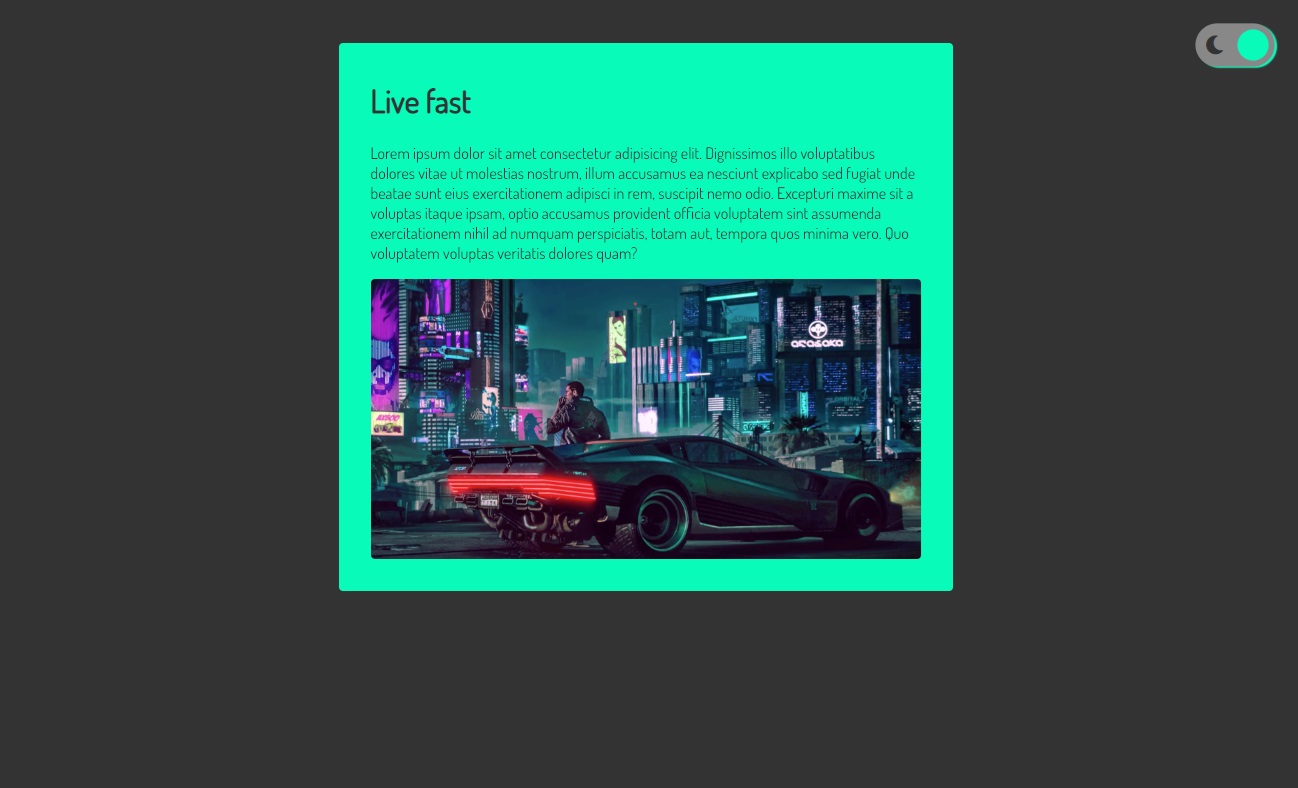 Live fast
Lorem ipsum dolor sit amet consectetur adipisicing elit. Dignissimos illo voluptatibus
dolores vitae ut molestias nostrum, illum accusamus ea nesciunt explicabo sed fugiat unde
beatae sunt eius exercitationem adipisci in rem, suscipit nemo odio. Excepturi maxime sit a
voluptas itaque ipsam, optio accusamus provident officia voluptatem sint assumenda
exercitationem nihil ad numquam perspiciatis, totam aut, tempora quos minima vero. Quo
voluptatem voluptas veritatis dolores quam?
arasaka
ORBITAL